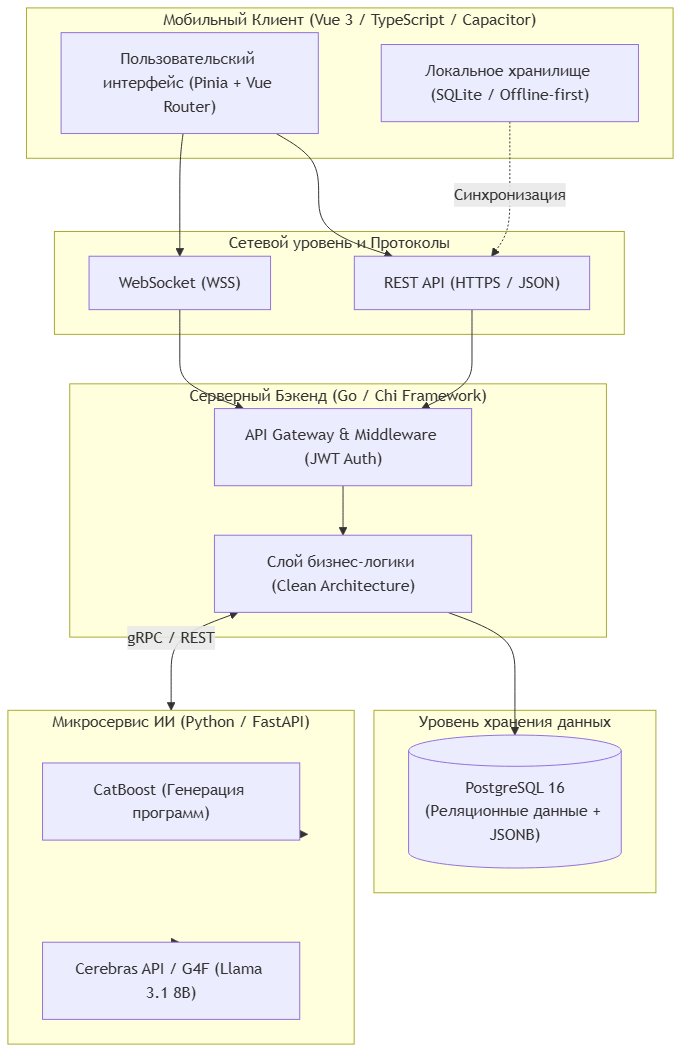 Мобильный Клиент (Vue 3 / TypeScript / Capacitor)
Пользовательский
интерфейс (Pinia + Vue
Router)
Локальное хранилище
(SQLite / Offline-first)
Синхронизация
Сетевой уровень и Протоколы
WebSocket (WSS)
REST API (HTTPS / JSON)
Серверный Бэкенд (Go / Chi Framework)
API Gateway & Middleware
(JWT Auth)
Слой бизнес-логики
(Clean Architecture)
gRPC / REST
Микросервис ИИ (Python / FastAPI)
CatBoost (Генерация
программ)
Cerebras API / G4F (Llama
3.1 8B)
Уровень хранения данных
PostgreSQL 16
(Реляционные данные +
JSONB)